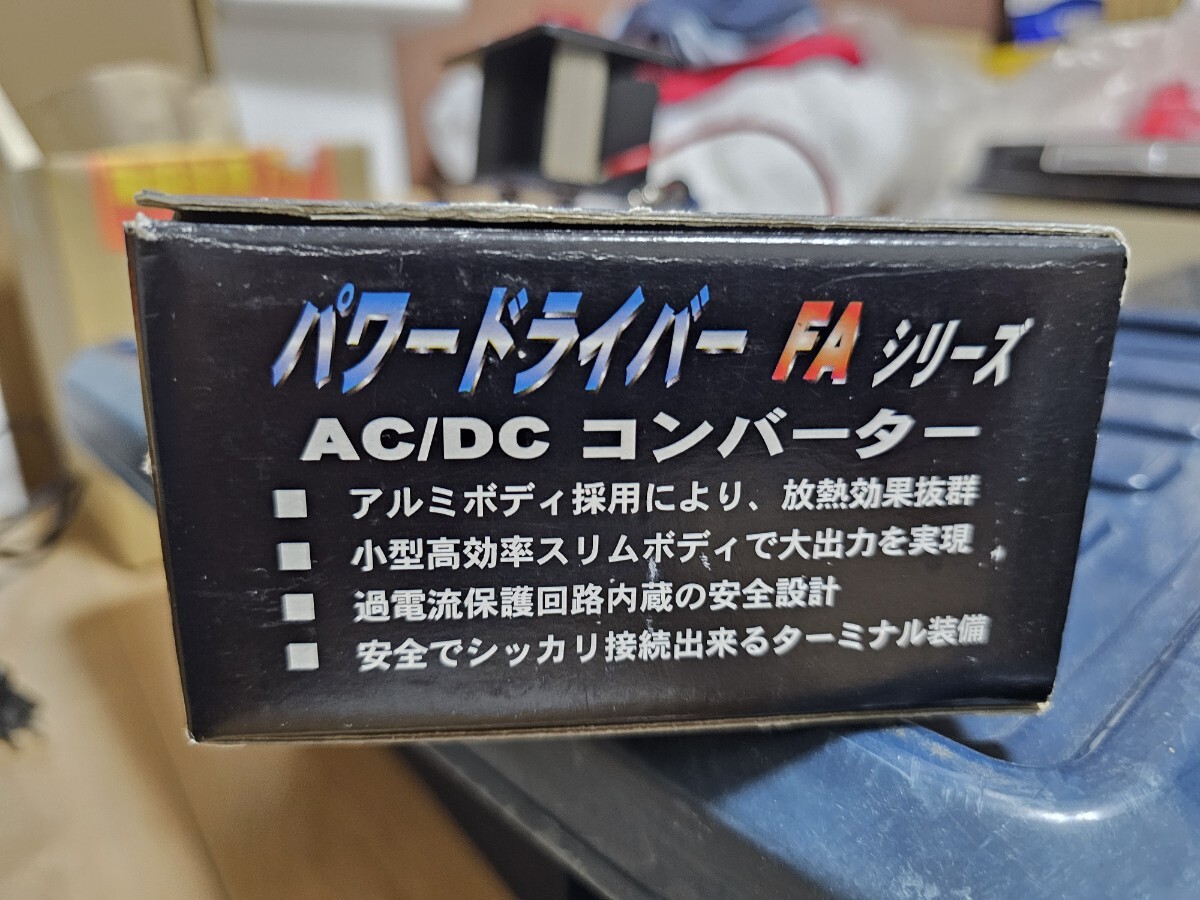 パワードライバー FA シリーズ
AC/DC コンバーター
■ アルミボディ採用により、放熱効果抜群
■ 小型高効率スリムボディで大出力を実現
■ 過電流保護回路内蔵の安全設計
■ 安全でシッカリ接続出来るターミナル装備